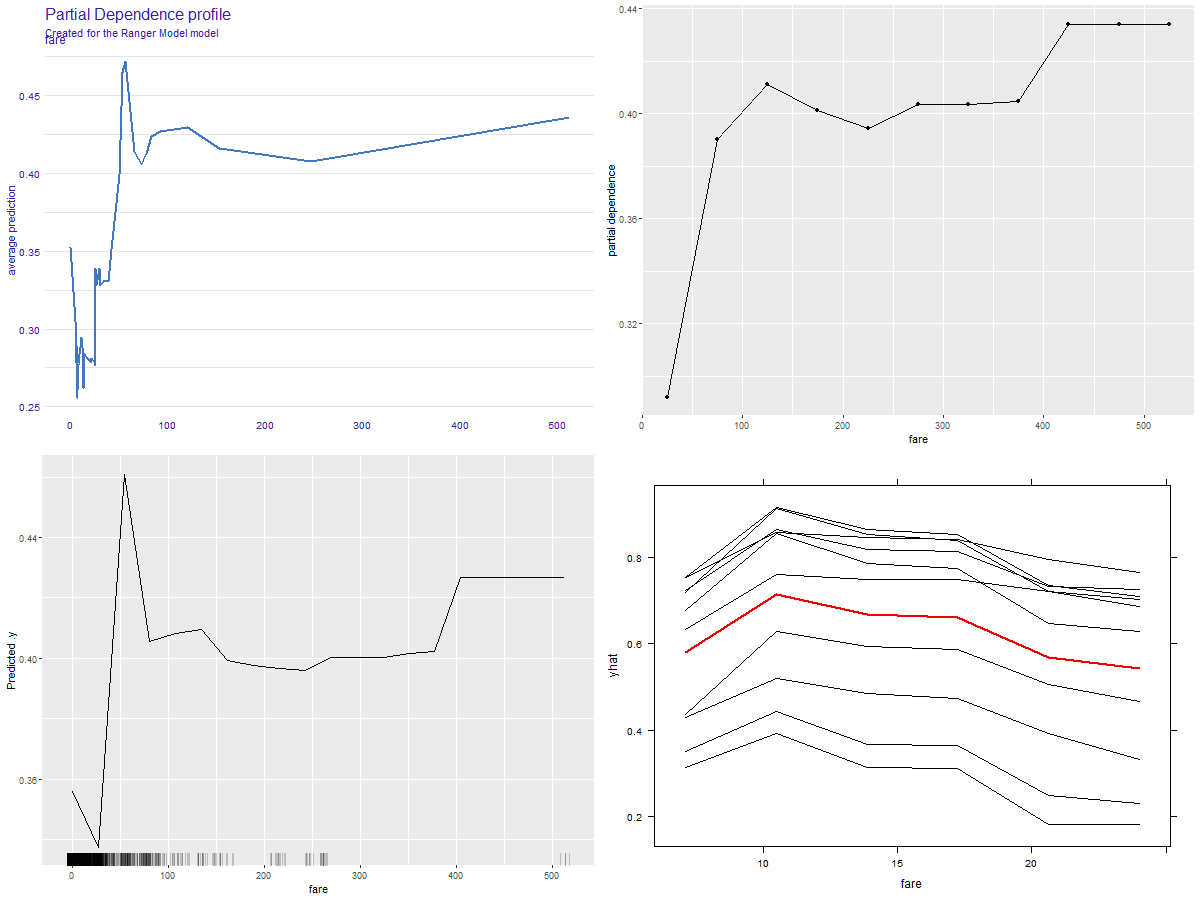 Partial Dependence profile
Created for the Ranger Model model
fare
average prediction
0.45
0.40
0.35
0.30
0.25
0 100 200 300 400 500
partial dependence
0.44
0.40
0.36
0.32
0 100 200 300 400 500
fare
Predicted .y
0.44
0.40
0.36
0 100 200 300 400 500
fare
yhat
0.8
0.6
0.4
0.2
10 15 20
fare